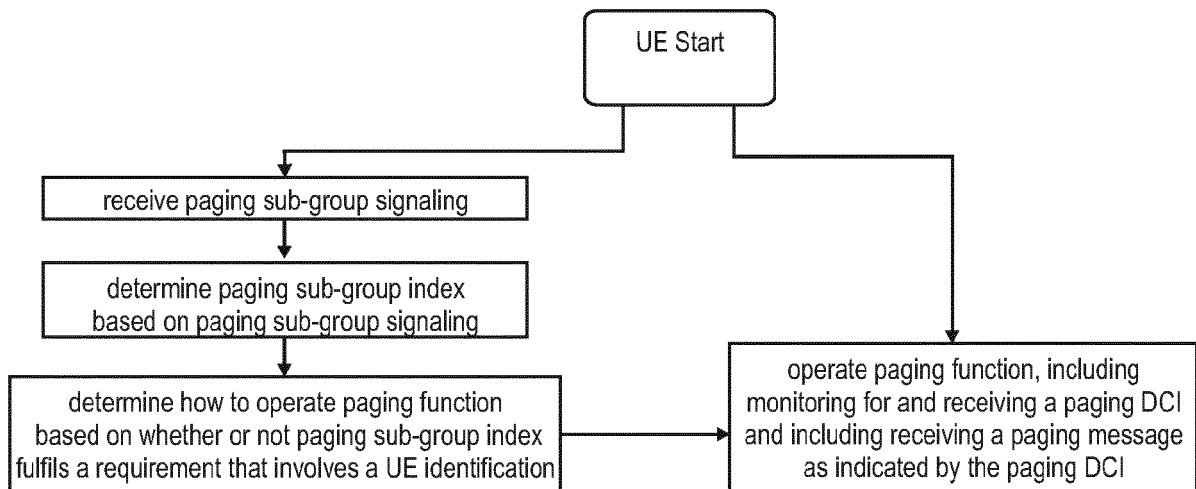 UE Start
receive paging sub-group signaling
determine paging sub-group index
based on paging sub-group signaling
determine how to operate paging function
based on whether or not paging sub-group index
fulfils a requirement that involves a UE identification
operate paging function, including
monitoring for and receiving a paging DCI
and including receiving a paging message
as indicated by the paging DCI